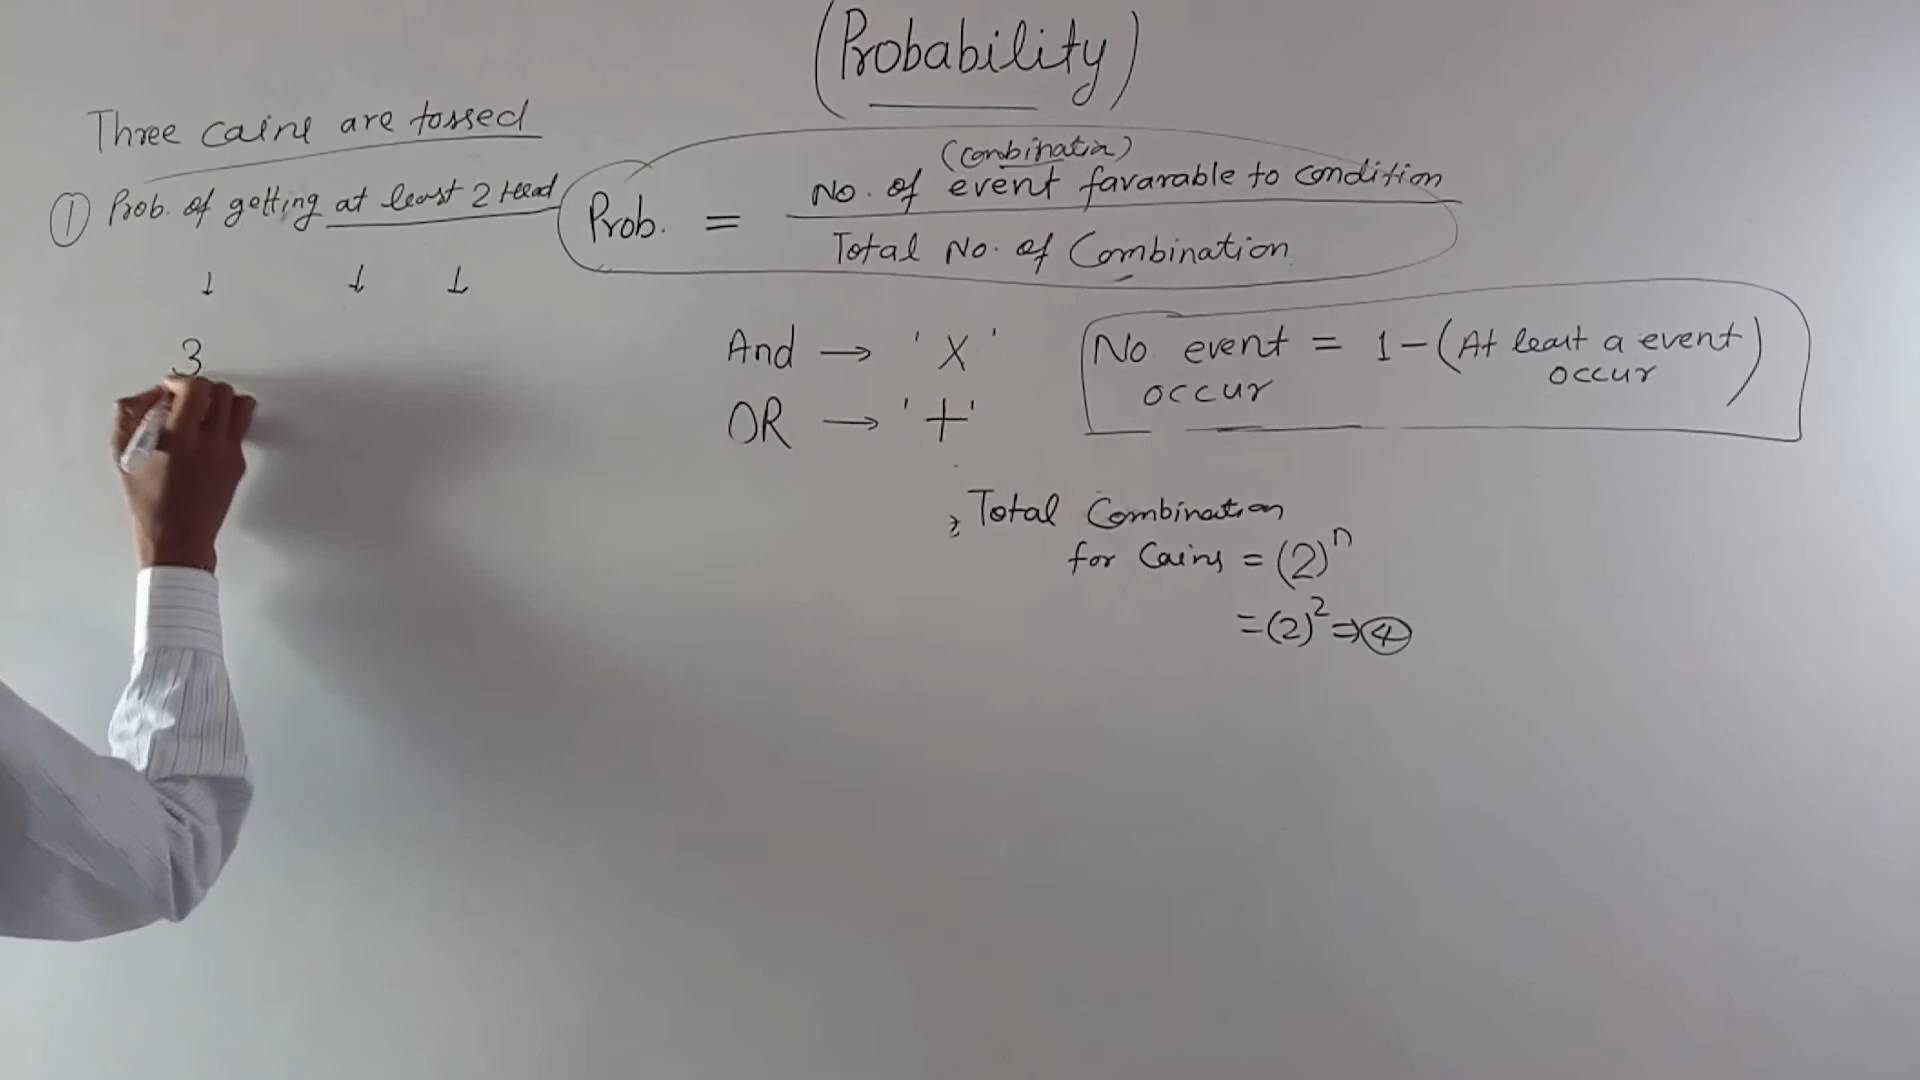 (Probability)
Three cains are tossed
① Prob. of getting at least 2 Head
↓ ↓ ↓
3
(combination)
Prob. = No. of event favarable to condition
Total No. of Combination
And → 'X'
OR → '+'
No event = 1 - (At least a event)
occur occur
Total Combination
for Cains = (2)ⁿ
= (2)² ⇒ ④